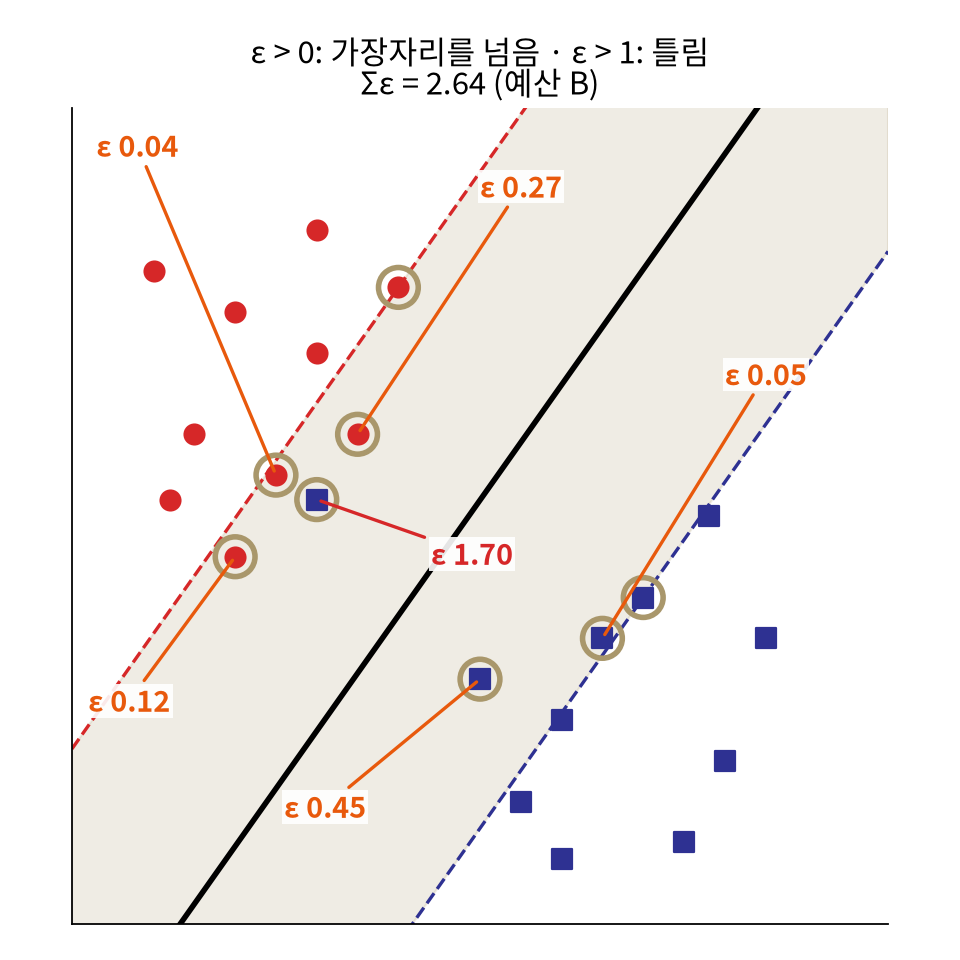 ε > 0: 가장자리를 넘음 · ε > 1: 틀림
Σε = 2.64 (예산 B)
ε 0.04
ε 0.27
ε 0.05
ε 1.70
ε 0.12
ε 0.45